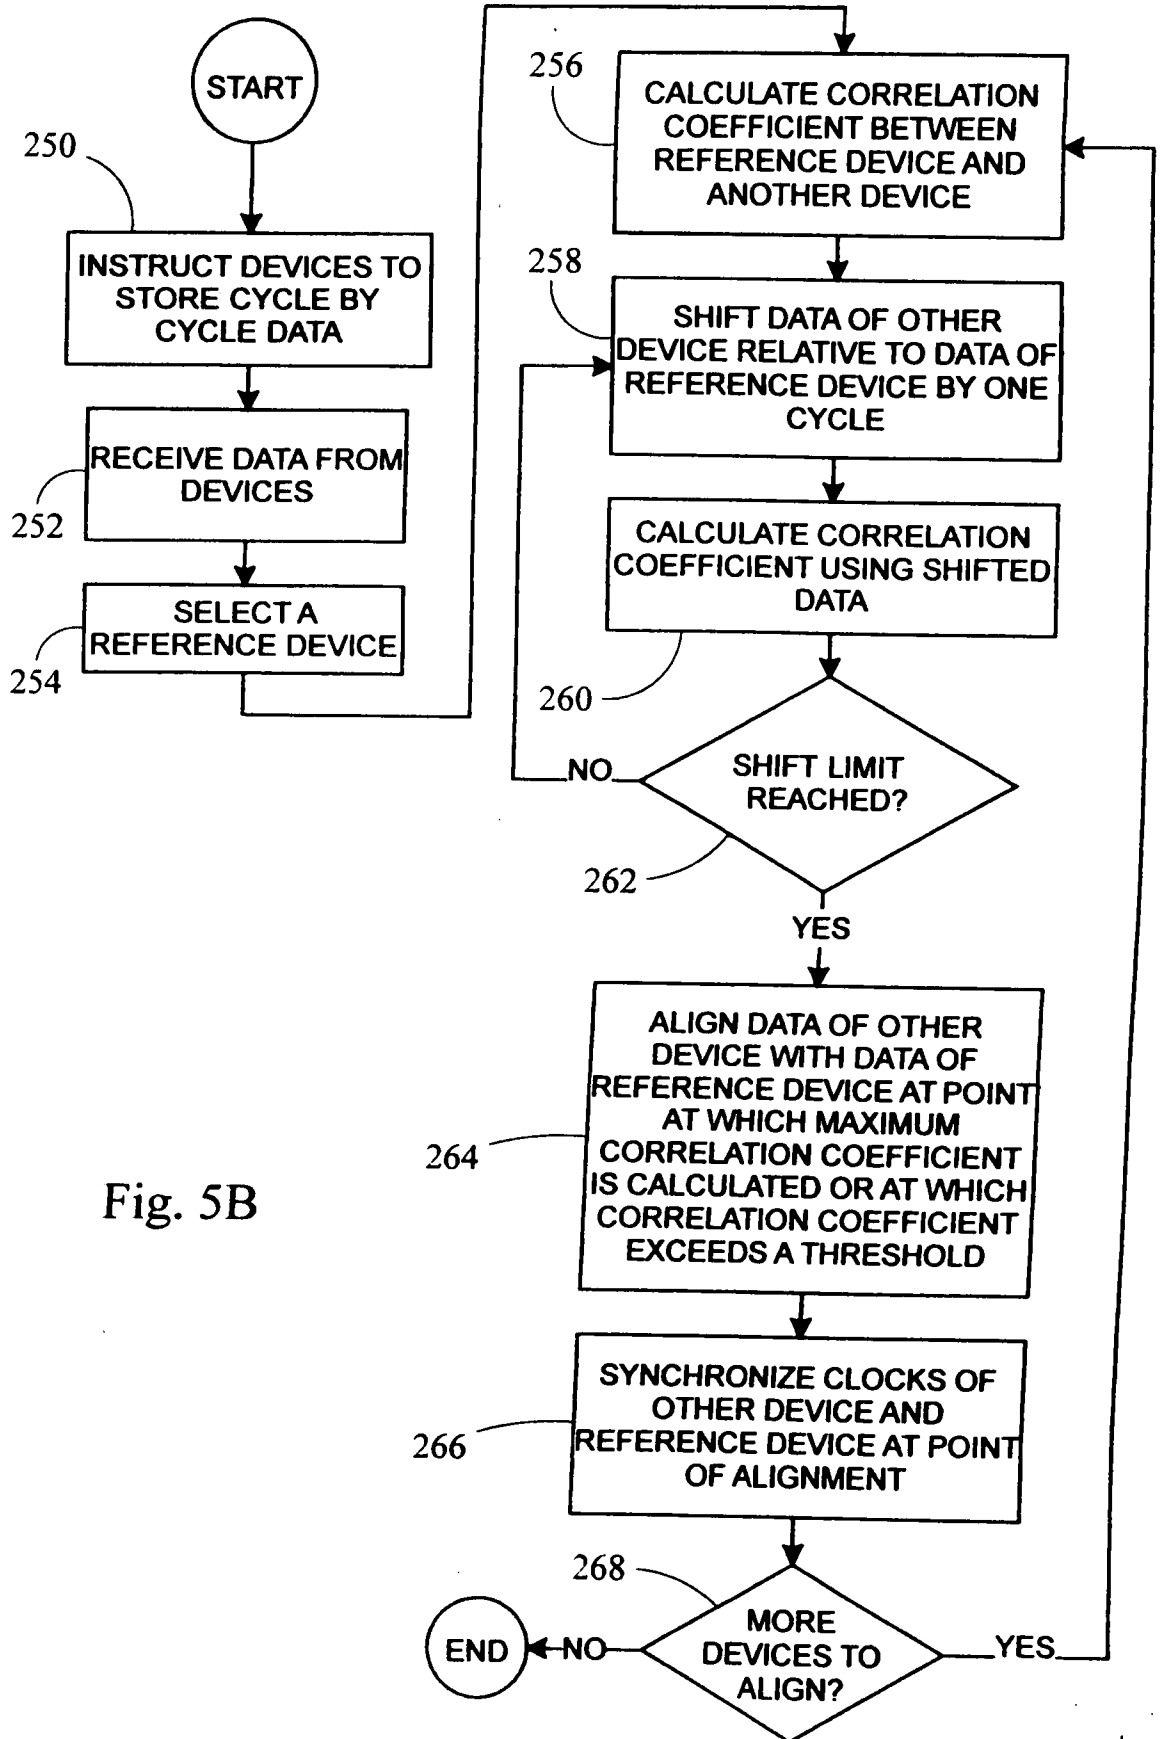 START
250
INSTRUCT DEVICES TO
STORE CYCLE BY
CYCLE DATA
252
RECEIVE DATA FROM
DEVICES
254
SELECT A
REFERENCE DEVICE
256
CALCULATE CORRELATION
COEFFICIENT BETWEEN
REFERENCE DEVICE AND
ANOTHER DEVICE
258
SHIFT DATA OF OTHER
DEVICE RELATIVE TO DATA OF
REFERENCE DEVICE BY ONE
CYCLE
CALCULATE CORRELATION
COEFFICIENT USING SHIFTED
DATA
260
NO
SHIFT LIMIT
REACHED?
262
YES
264
ALIGN DATA OF OTHER
DEVICE WITH DATA OF
REFERENCE DEVICE AT POINT
AT WHICH MAXIMUM
CORRELATION COEFFICIENT
IS CALCULATED OR AT WHICH
CORRELATION COEFFICIENT
EXCEEDS A THRESHOLD
Fig. 5B
266
SYNCHRONIZE CLOCKS OF
OTHER DEVICE AND
REFERENCE DEVICE AT POINT
OF ALIGNMENT
268
MORE
DEVICES TO
ALIGN?
YES
NO
END